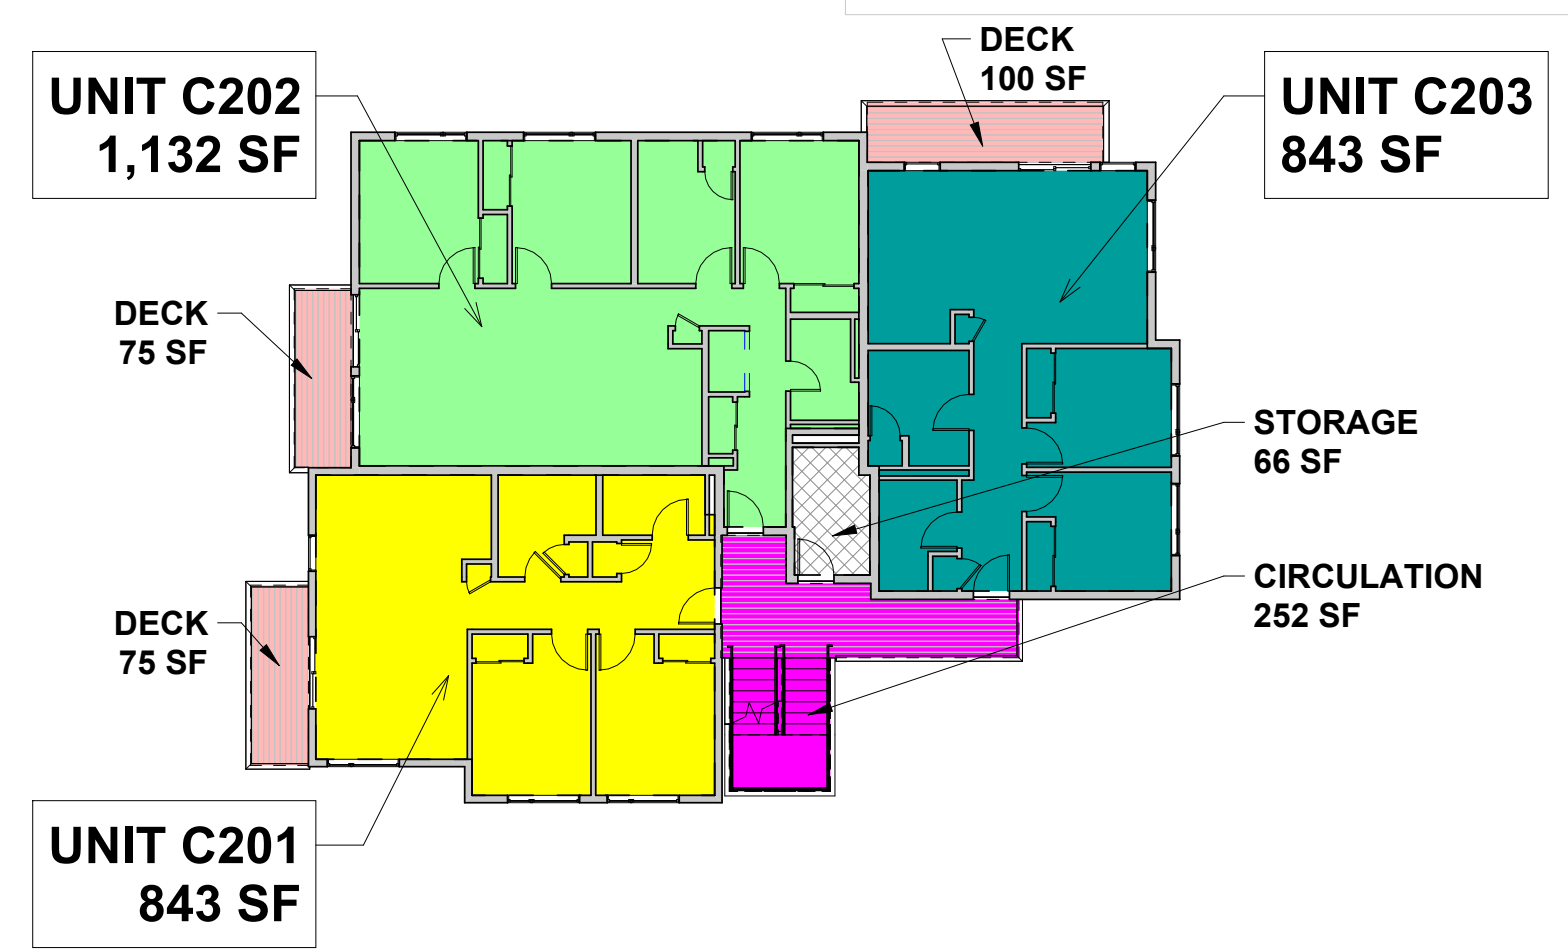 DECK
100 SF
UNIT C202
1,132 SF
UNIT C203
843 SF
DECK
75 SF
STORAGE
66 SF
CIRCULATION
252 SF
DECK
75 SF
UNIT C201
843 SF